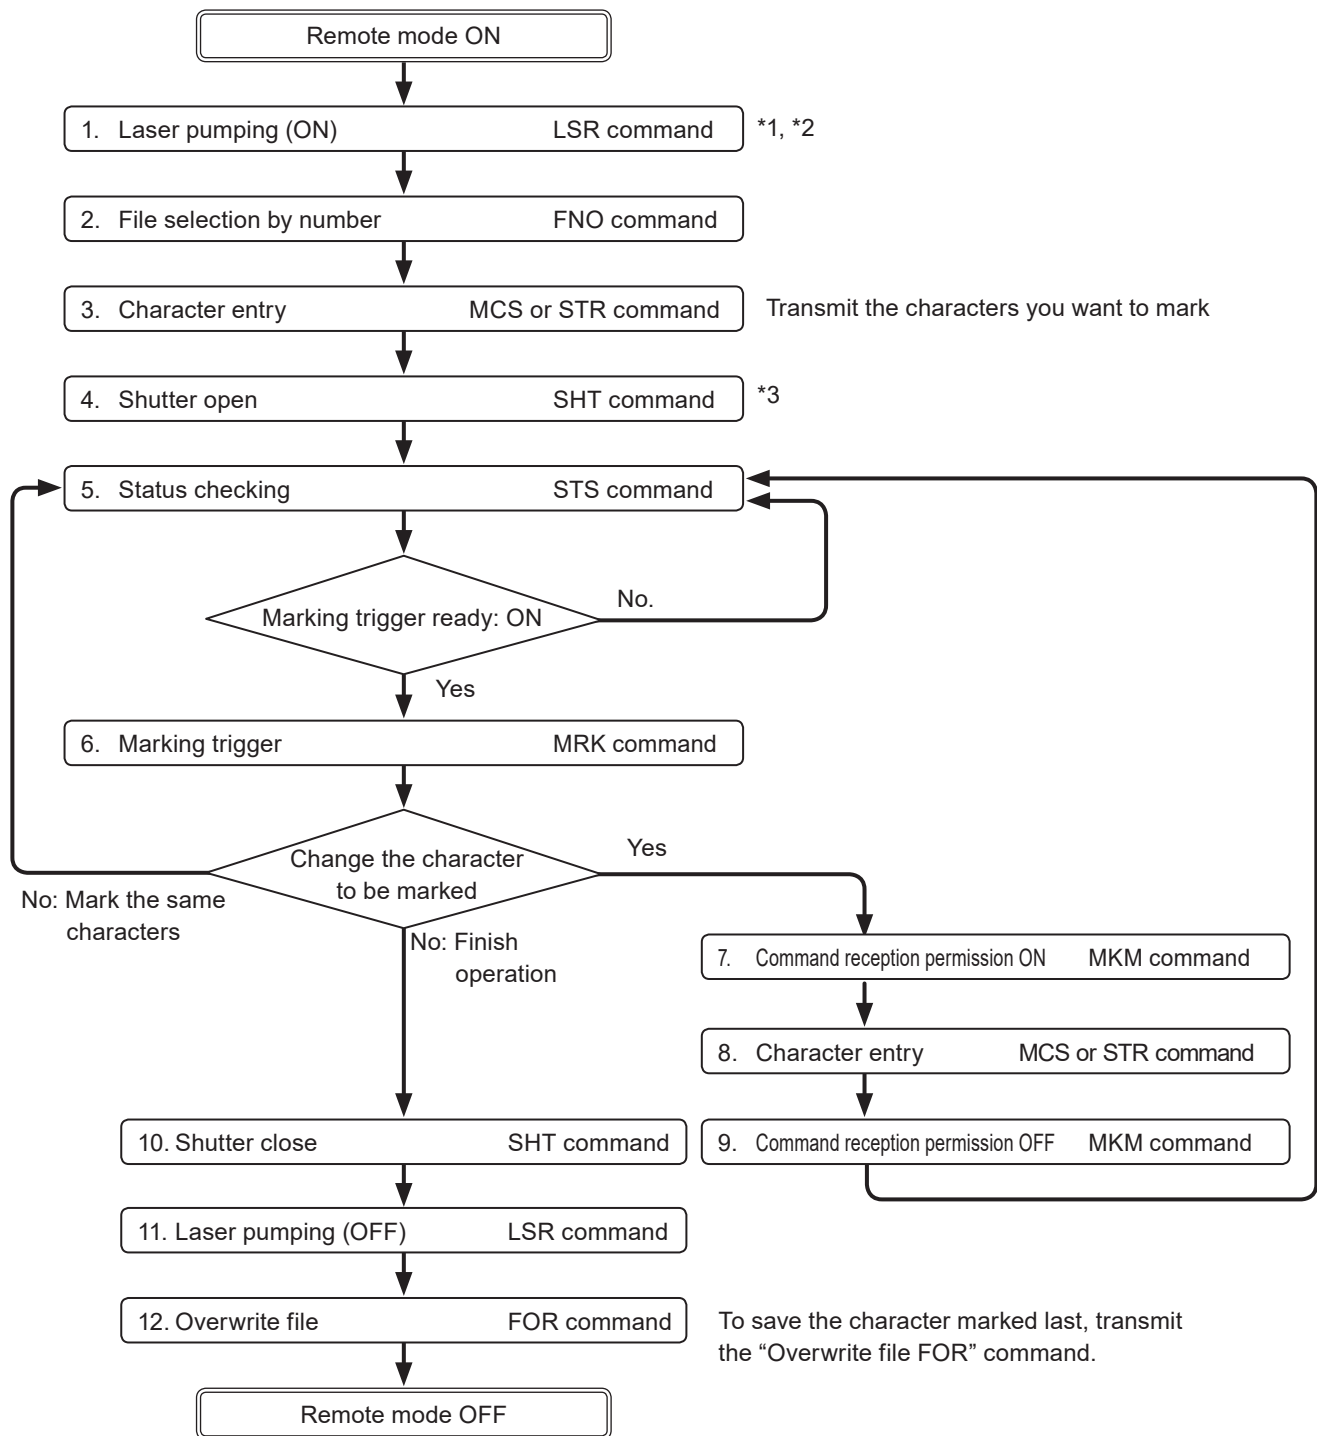 Remote mode ON
1. Laser pumping (ON) LSR command *1, *2
2. File selection by number FNO command
3. Character entry MCS or STR command Transmit the characters you want to mark
4. Shutter open SHT command *3
5. Status checking STS command
Marking trigger ready: ON
No.
Yes
6. Marking trigger MRK command
Change the character
to be marked
Yes
No: Mark the same
characters
No: Finish
operation
7. Command reception permission ON MKM command
8. Character entry MCS or STR command
9. Command reception permission OFF MKM command
10. Shutter close SHT command
11. Laser pumping (OFF) LSR command
12. Overwrite file FOR command
To save the character marked last, transmit
the “Overwrite file FOR” command.
Remote mode OFF